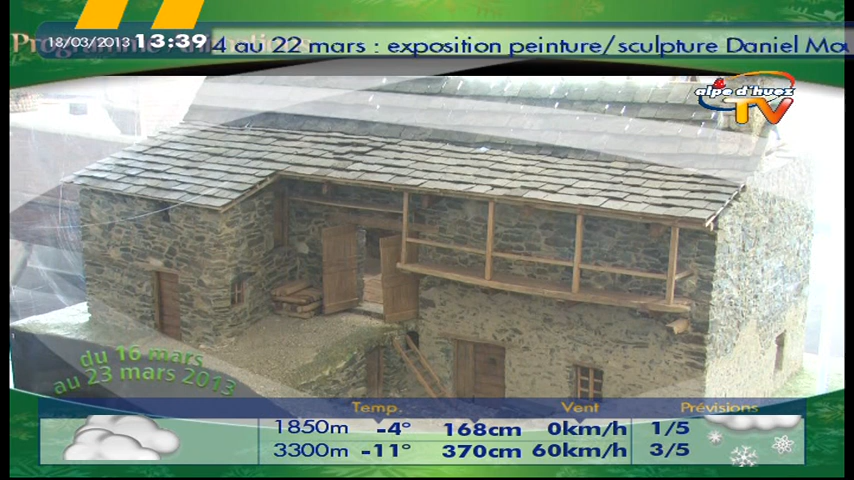 18/03/2013 13:39
4 au 22 mars : exposition peinture/sculpture Daniel
alpe d'huez
TV
du 16 mars
au 23 mars 2013
Temp. Vent Prévisions
1850m -4° 168cm 0km/h 1/5
3300m -11° 370cm 60km/h 3/5